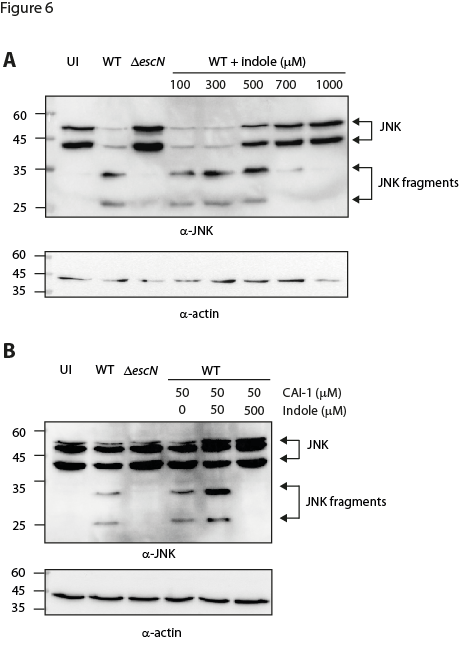 Figure 6
A
UI WT ΔescN WT + indole (µM)
100 300 500 700 1000
60
45
35
25
JNK
JNK fragments
α-JNK
60
45
35
α-actin
B
UI WT ΔescN WT
50 50 50 CAI-1 (µM)
0 50 500 Indole (µM)
60
45
35
25
JNK
JNK fragments
α-JNK
60
45
35
α-actin